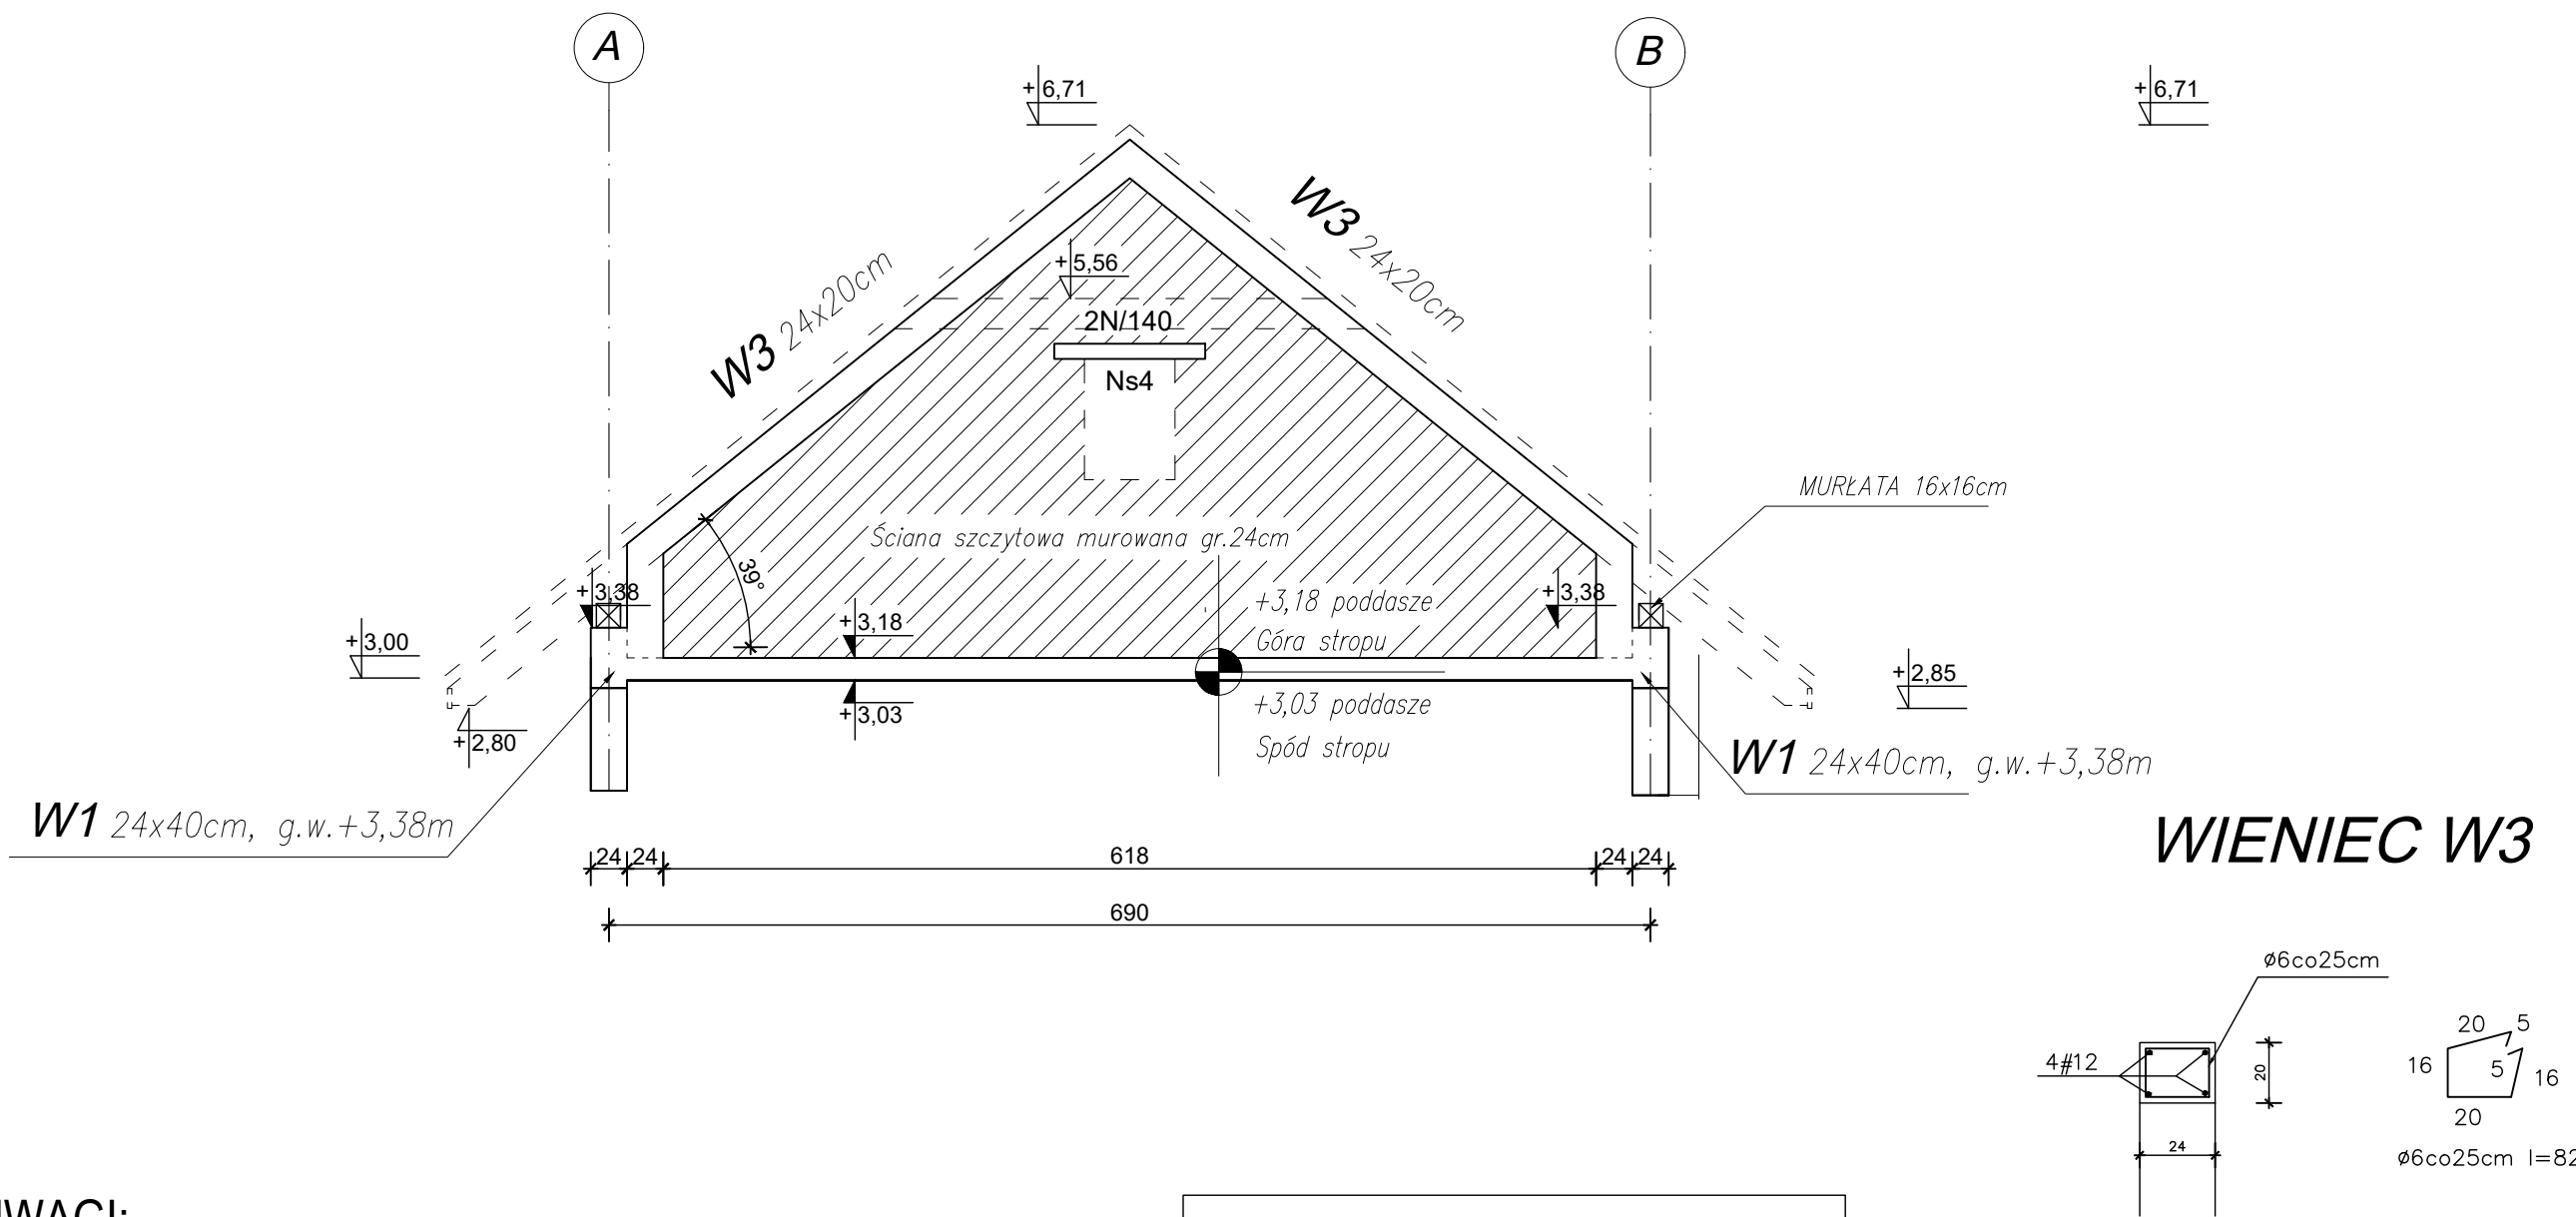 A
B
+6,71
+6,71
W3 24x20cm
W3 24x20cm
+5,56
2N/140
Ns4
MURŁATA 16x16cm
Ściana szczytowa murowana gr.24cm
39°
+3,38
+3,38
+3,18 poddasze
Góra stropu
+3,18
+3,00
+2,85
+3,03 poddasze
Spód stropu
+3,03
+2,80
W1 24x40cm, g.w.+3,38m
W1 24x40cm, g.w.+3,38m
WIENIEC W3
24
24
618
24
24
690
ø6co25cm
4#12
20
24
20
5
16
5
16
20
ø6co25cm l=82